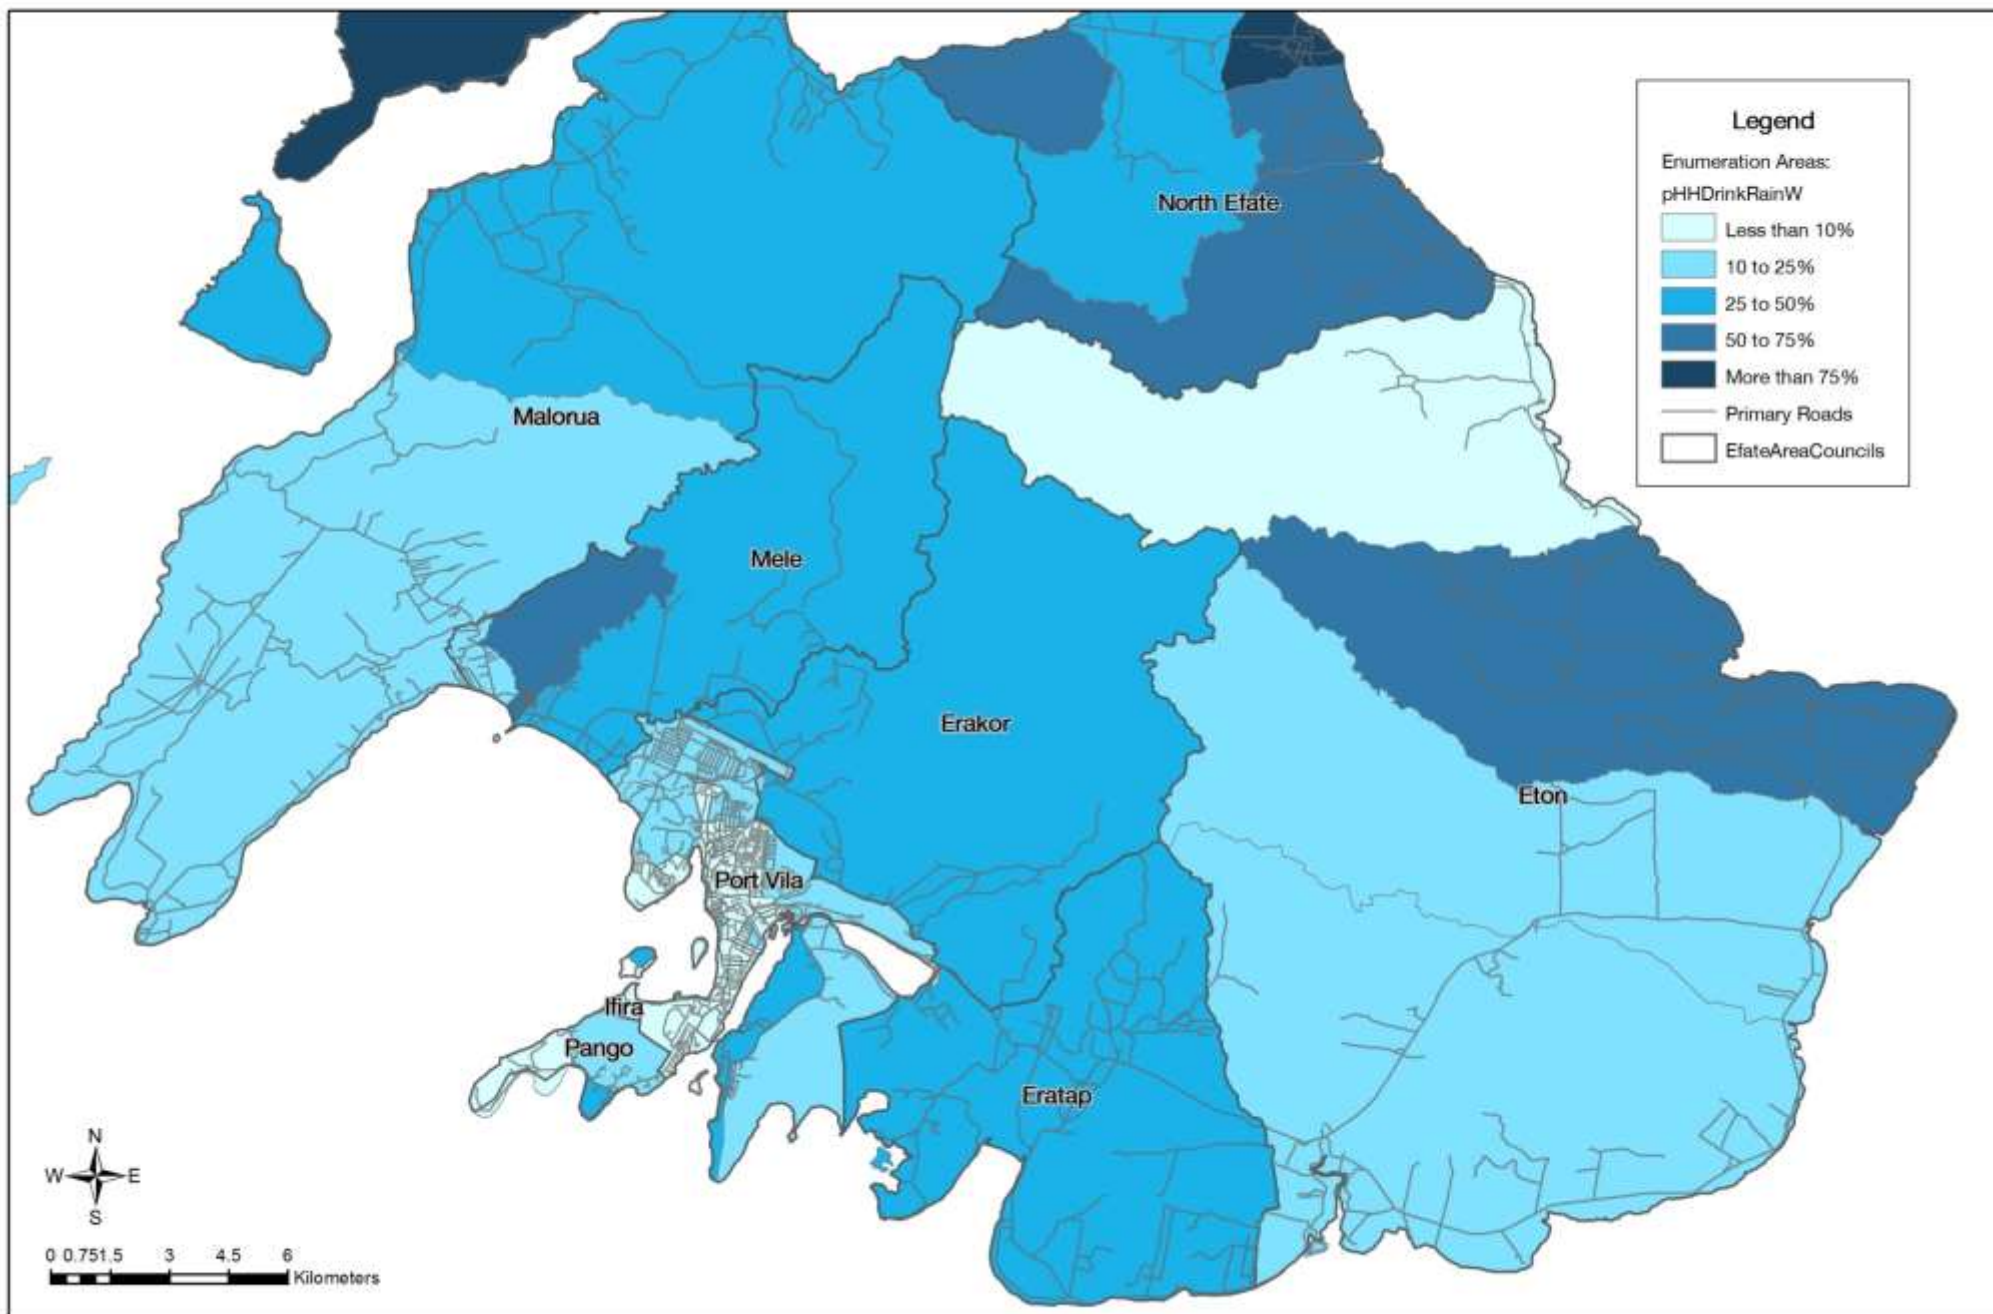 Legend
Enumeration Areas:
pHHDrinkRainW
Less than 10%
10 to 25%
25 to 50%
50 to 75%
More than 75%
Primary Roads
EfateAreaCouncils
North Efate
Malorua
Mele
Erakor
Eton
Port Vila
Ifira
Pango
Eratap
N
W E
S
0 0.751.5 3 4.5 6
Kilometers